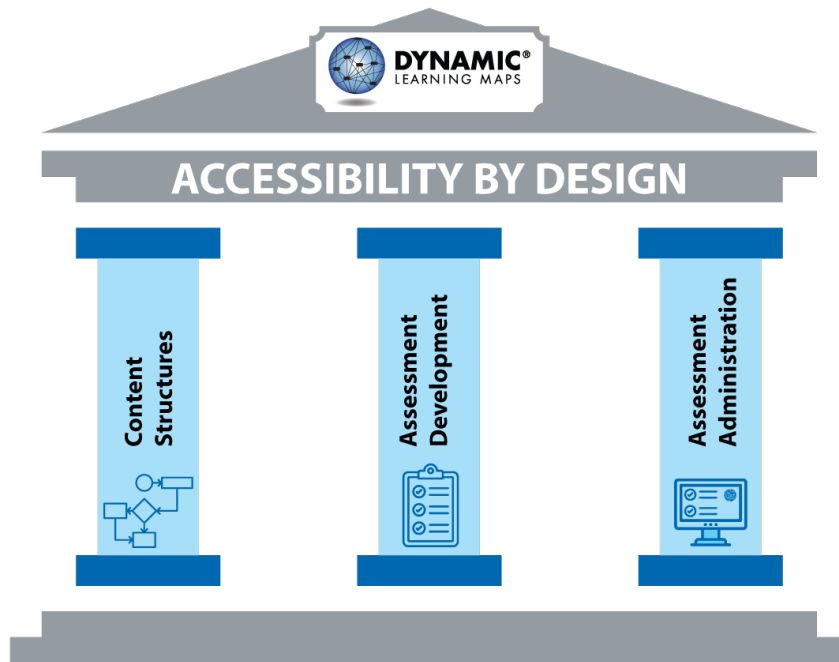 DYNAMIC®
LEARNING MAPS
ACCESSIBILITY BY DESIGN
Content
Structures
Assessment
Development
Assessment
Administration